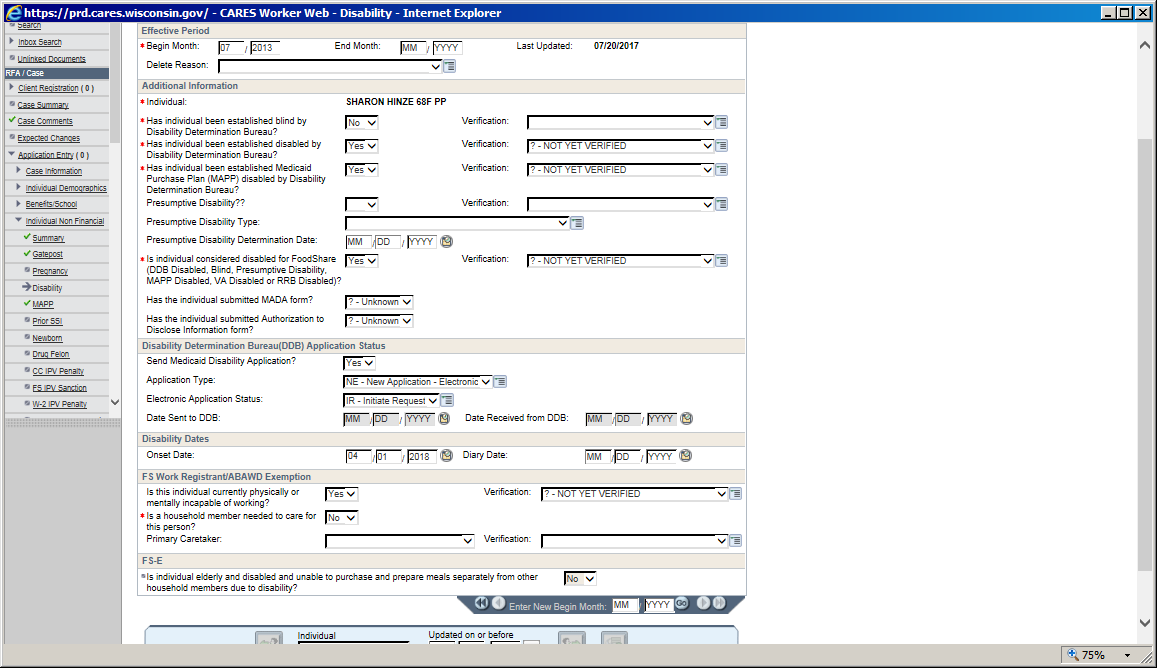 https://prd.cares.wisconsin.gov/ - CARES Worker Web - Disability - Internet Explorer
Search
Inbox Search
Unlinked Documents
RFA / Case
Client Registration ( 0 )
Case Summary
Case Comments
Expected Changes
Application Entry ( 0 )
Case Information
Individual Demographics
Benefits/School
Individual Non Financial
Summary
Gatepost
Pregnancy
Disability
MAPP
Prior SSI
Newborn
Drug Felon
CC IPV Penalty
FS IPV Sanction
W-2 IPV Penalty
Effective Period
* Begin Month: 07 / 2013 End Month: MM / YYYY Last Updated: 07/20/2017
Delete Reason:
Additional Information
* Individual: SHARON HINZE 68F PP
* Has individual been established blind by No Verification:
Disability Determination Bureau?
* Has individual been established disabled by Yes Verification: ? - NOT YET VERIFIED
Disability Determination Bureau?
* Has individual been established Medicaid Yes Verification: ? - NOT YET VERIFIED
Purchase Plan (MAPP) disabled by Disability
Determination Bureau?
Presumptive Disability?? Verification:
Presumptive Disability Type:
Presumptive Disability Determination Date: MM / DD / YYYY
* Is individual considered disabled for FoodShare Yes Verification: ? - NOT YET VERIFIED
(DDB Disabled, Blind, Presumptive Disability,
MAPP Disabled, VA Disabled or RRB Disabled)?
Has the individual submitted MADA form? ? - Unknown
Has the individual submitted Authorization to ? - Unknown
Disclose Information form?
Disability Determination Bureau(DDB) Application Status
Send Medicaid Disability Application? Yes
Application Type: NE - New Application - Electronic
Electronic Application Status: IR - Initiate Request
Date Sent to DDB: MM / DD / YYYY Date Received from DDB: MM / DD / YYYY
Disability Dates
Onset Date: 04 / 01 / 2018 Diary Date: MM / DD / YYYY
FS Work Registrant/ABAWD Exemption
Is this individual currently physically or Yes Verification: ? - NOT YET VERIFIED
mentally incapable of working?
* Is a household member needed to care for No
this person?
Primary Caretaker: Verification:
FS-E
Is individual elderly and disabled and unable to purchase and prepare meals separately from other No
household members due to disability?
Enter New Begin Month: MM / YYYY Go
Individual Updated on or before
75%